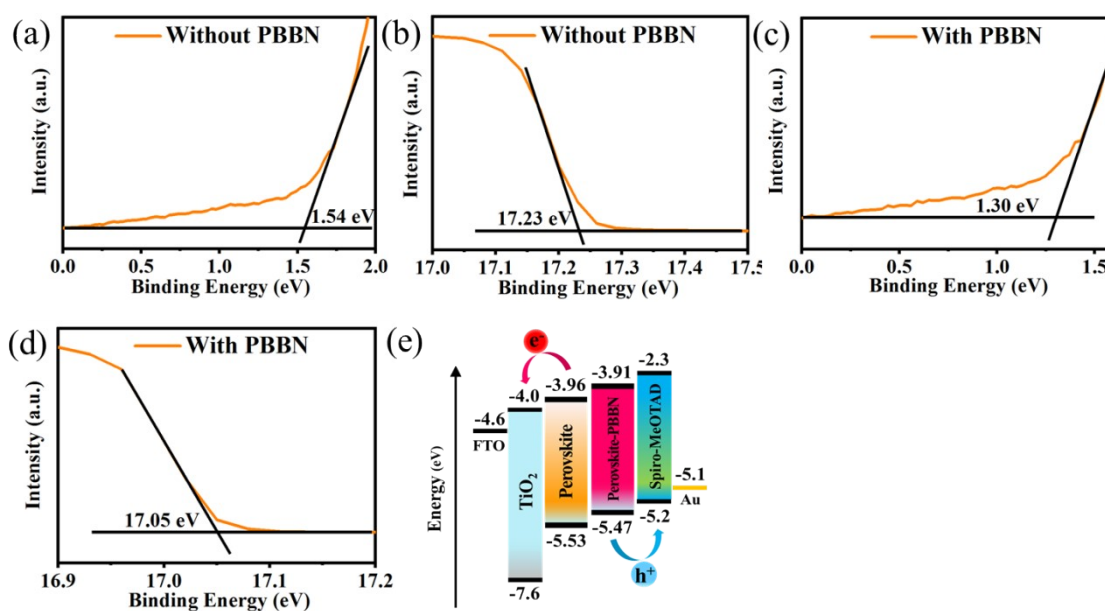 (a)
Without PBBN
Intensity (a.u.)
1.54 eV
0.0 0.5 1.0 1.5 2.0
Binding Energy (eV)
(b)
Without PBBN
Intensity (a.u.)
17.23 eV
17.0 17.1 17.2 17.3 17.4 17.5
Binding Energy (eV)
(c)
With PBBN
Intensity (a.u.)
1.30 eV
0.0 0.5 1.0 1.5
Binding Energy (eV)
(d)
With PBBN
Intensity (a.u.)
17.05 eV
16.9 17.0 17.1 17.2
Binding Energy (eV)
(e)
Energy (eV)
e-
-4.6
FTO
-4.0
TiO2
-7.6
-3.96
Perovskite
-5.53
-3.91
Perovskite-PBBN
-5.47
-2.3
Spiro-MeOTAD
-5.2
-5.1
Au
h+